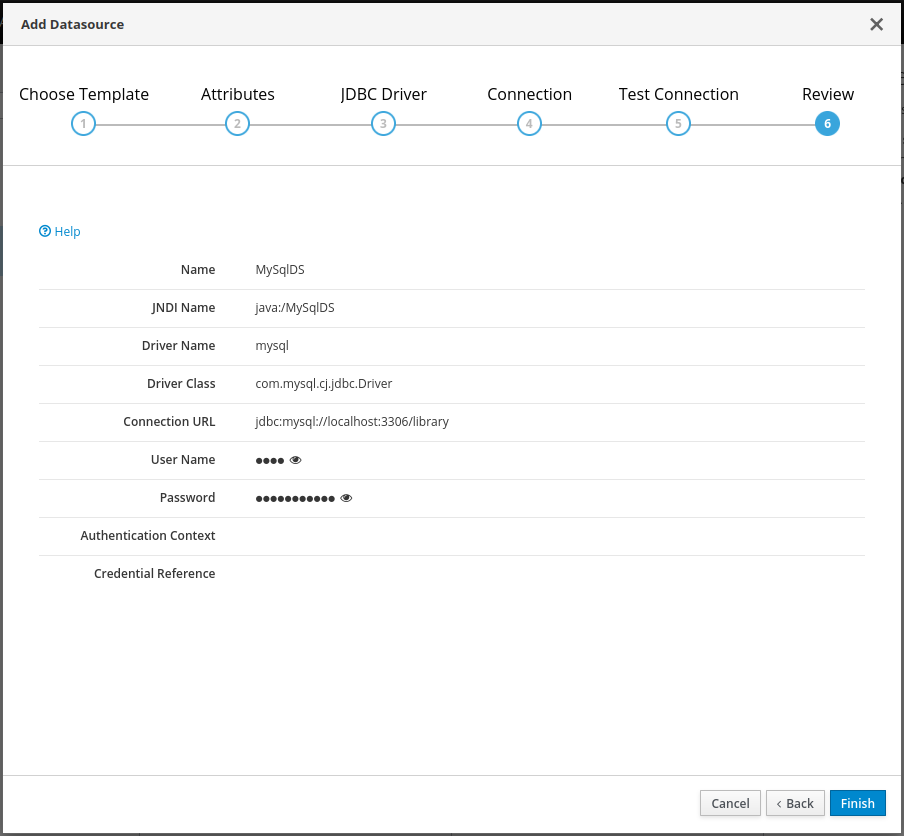 Add Datasource
Choose Template Attributes JDBC Driver Connection Test Connection Review
1 2 3 4 5 6
Help
Name MySqlDS
JNDI Name java:/MySqlDS
Driver Name mysql
Driver Class com.mysql.cj.jdbc.Driver
Connection URL jdbc:mysql://localhost:3306/library
User Name ●●●●
Password ●●●●●●●●●●●
Authentication Context
Credential Reference
Cancel ‹ Back Finish